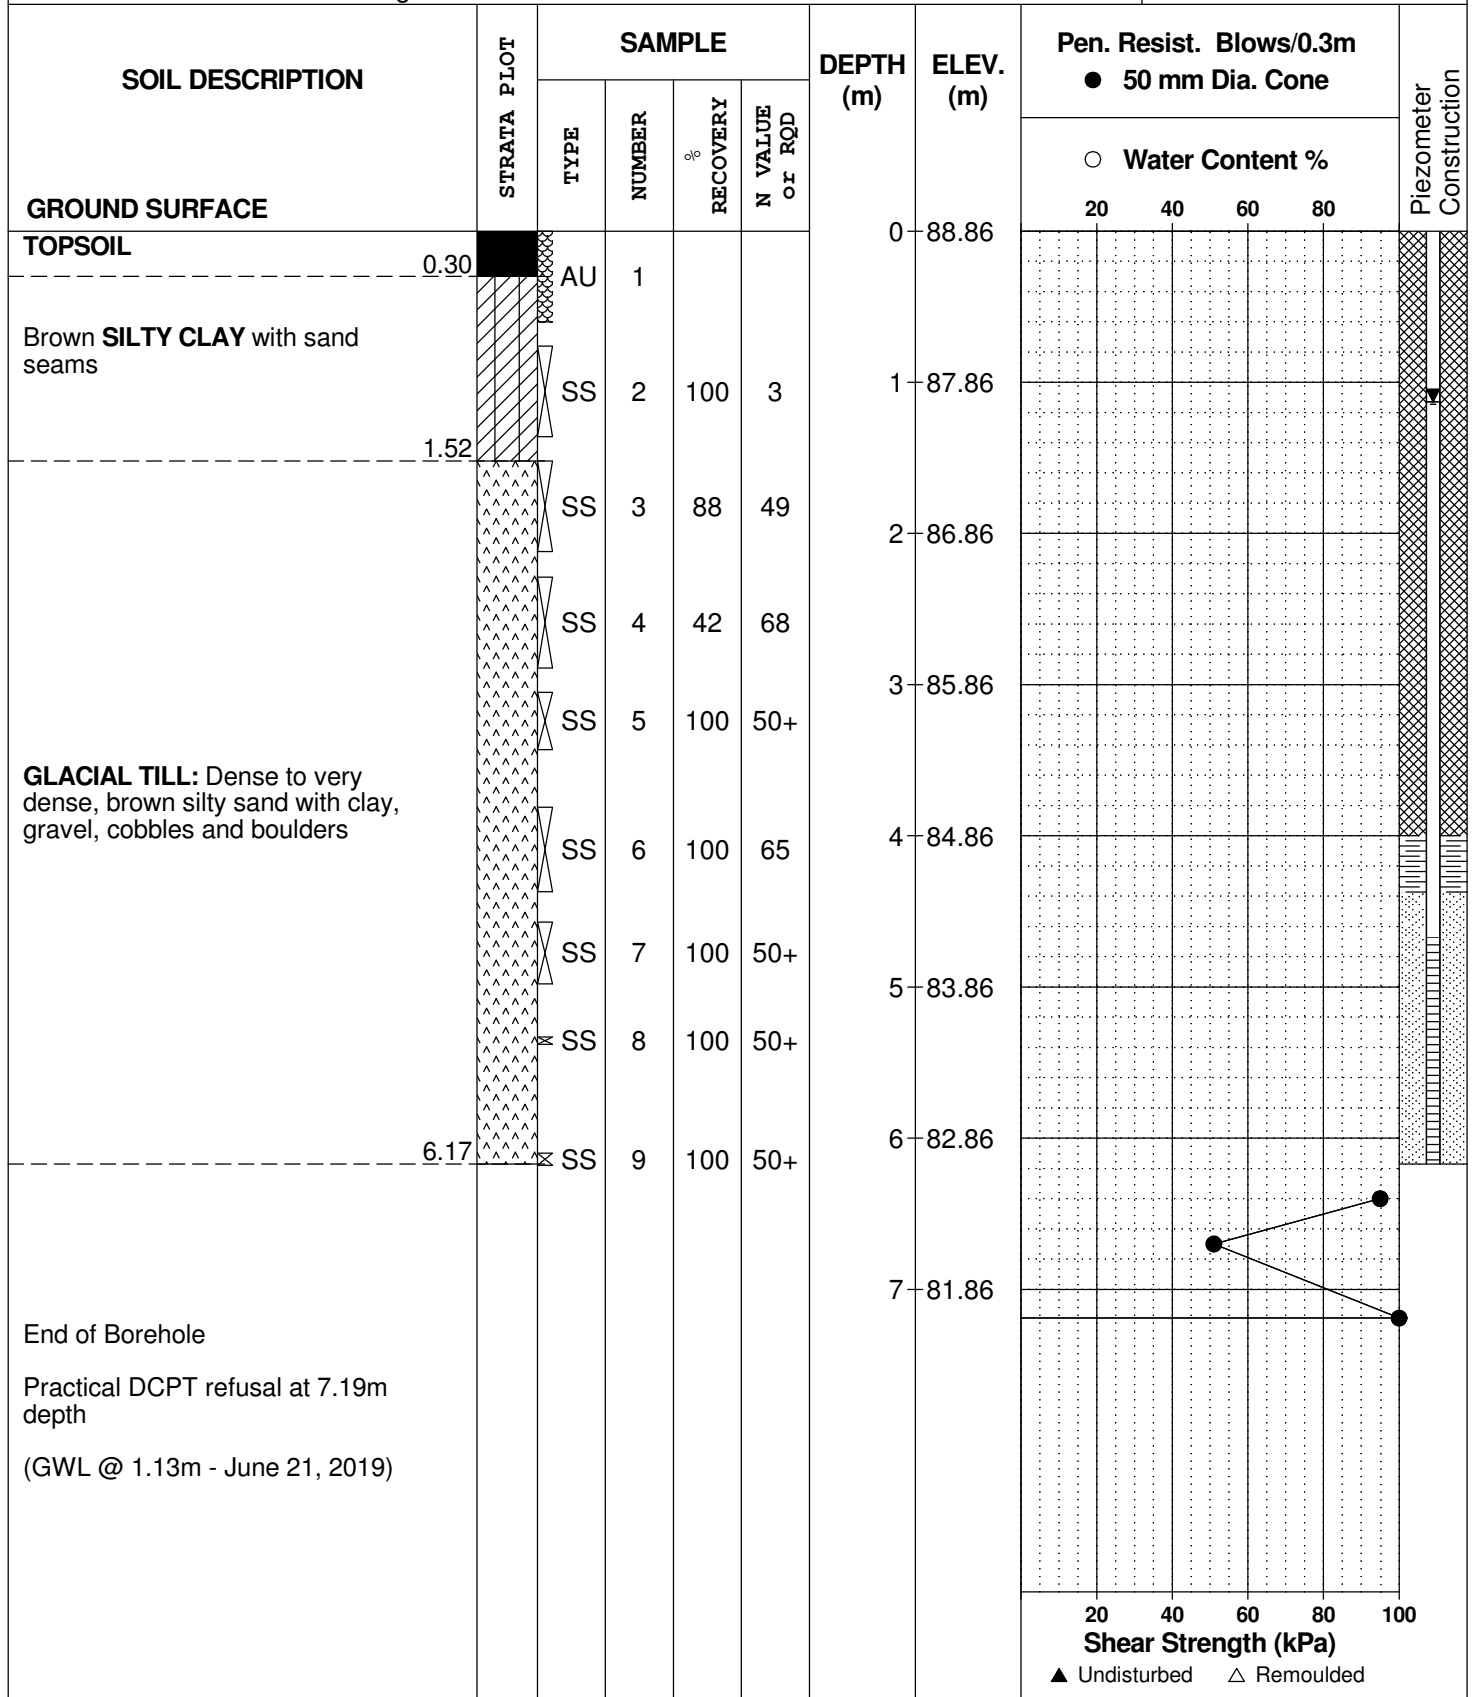 SOIL DESCRIPTION
GROUND SURFACE
STRATA PLOT
SAMPLE
TYPE
NUMBER
%
RECOVERY
N VALUE
or RQD
DEPTH
(m)
ELEV.
(m)
Pen. Resist. Blows/0.3m
● 50 mm Dia. Cone
○ Water Content %
20 40 60 80
Piezometer
Construction
0 88.86
TOPSOIL
0.30
AU 1
Brown SILTY CLAY with sand
seams
SS 2 100 3
1 87.86
1.52
SS 3 88 49
2 86.86
SS 4 42 68
3 85.86
SS 5 100 50+
GLACIAL TILL: Dense to very
dense, brown silty sand with clay,
gravel, cobbles and boulders
4 84.86
SS 6 100 65
SS 7 100 50+
5 83.86
SS 8 100 50+
6 82.86
6.17
SS 9 100 50+
7 81.86
End of Borehole
Practical DCPT refusal at 7.19m
depth
(GWL @ 1.13m - June 21, 2019)
20 40 60 80 100
Shear Strength (kPa)
▲ Undisturbed △ Remoulded